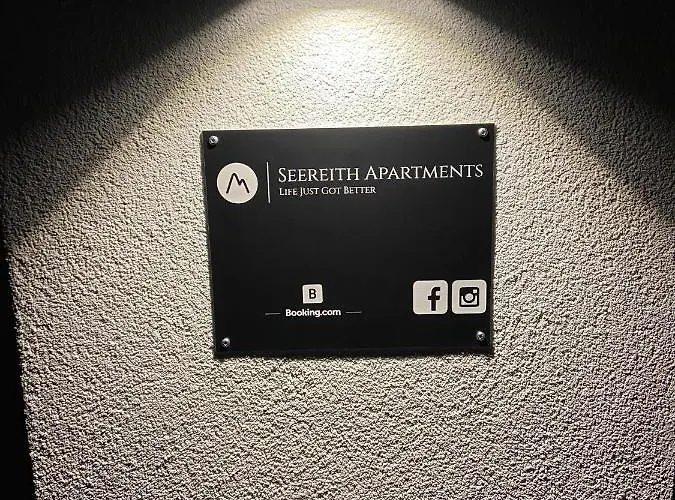 SEEREITH APARTMENTS
LIFE JUST GOT BETTER
B
Booking.com
f